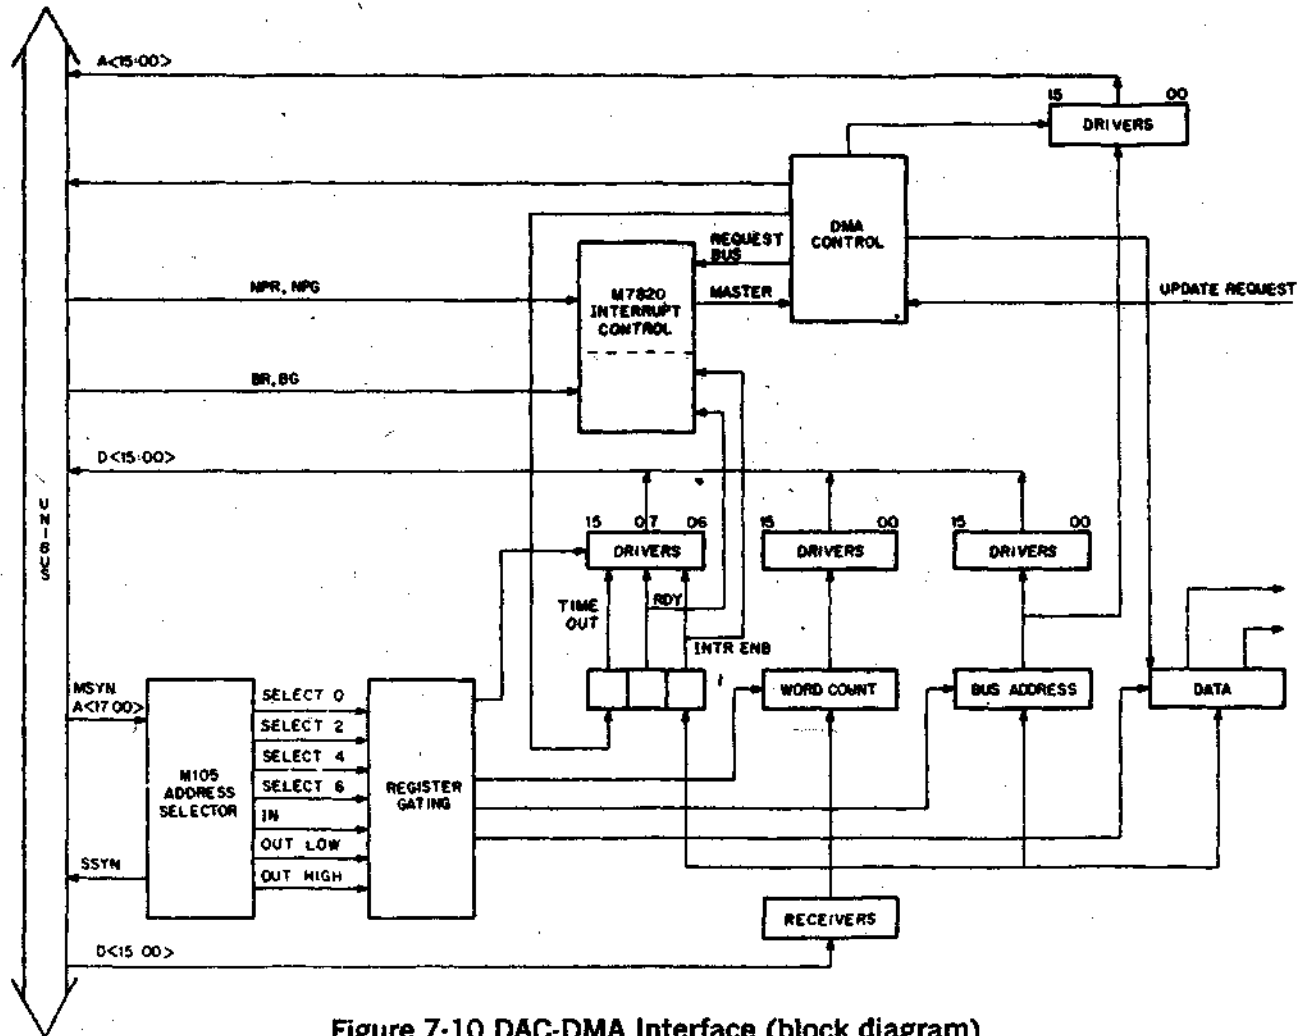 A<15:00>
15 00
DRIVERS
DMA
CONTROL
REQUEST
BUS
NPR, NPG
M7820
INTERRUPT
CONTROL
MASTER
UPDATE REQUEST
BR, BG
D<15:00>
UNIBUS
15 07 06
DRIVERS
15 00
DRIVERS
15 00
DRIVERS
TIME
OUT
RDY
INTR ENB
WORD COUNT
BUS ADDRESS
DATA
MSYN
A<17 00>
SELECT 0
SELECT 2
SELECT 4
SELECT 6
IN
OUT LOW
OUT HIGH
M105
ADDRESS
SELECTOR
REGISTER
GATING
SSYN
RECEIVERS
D<15 00>
Figure 7-10 DAC-DMA Interface (block diagram)